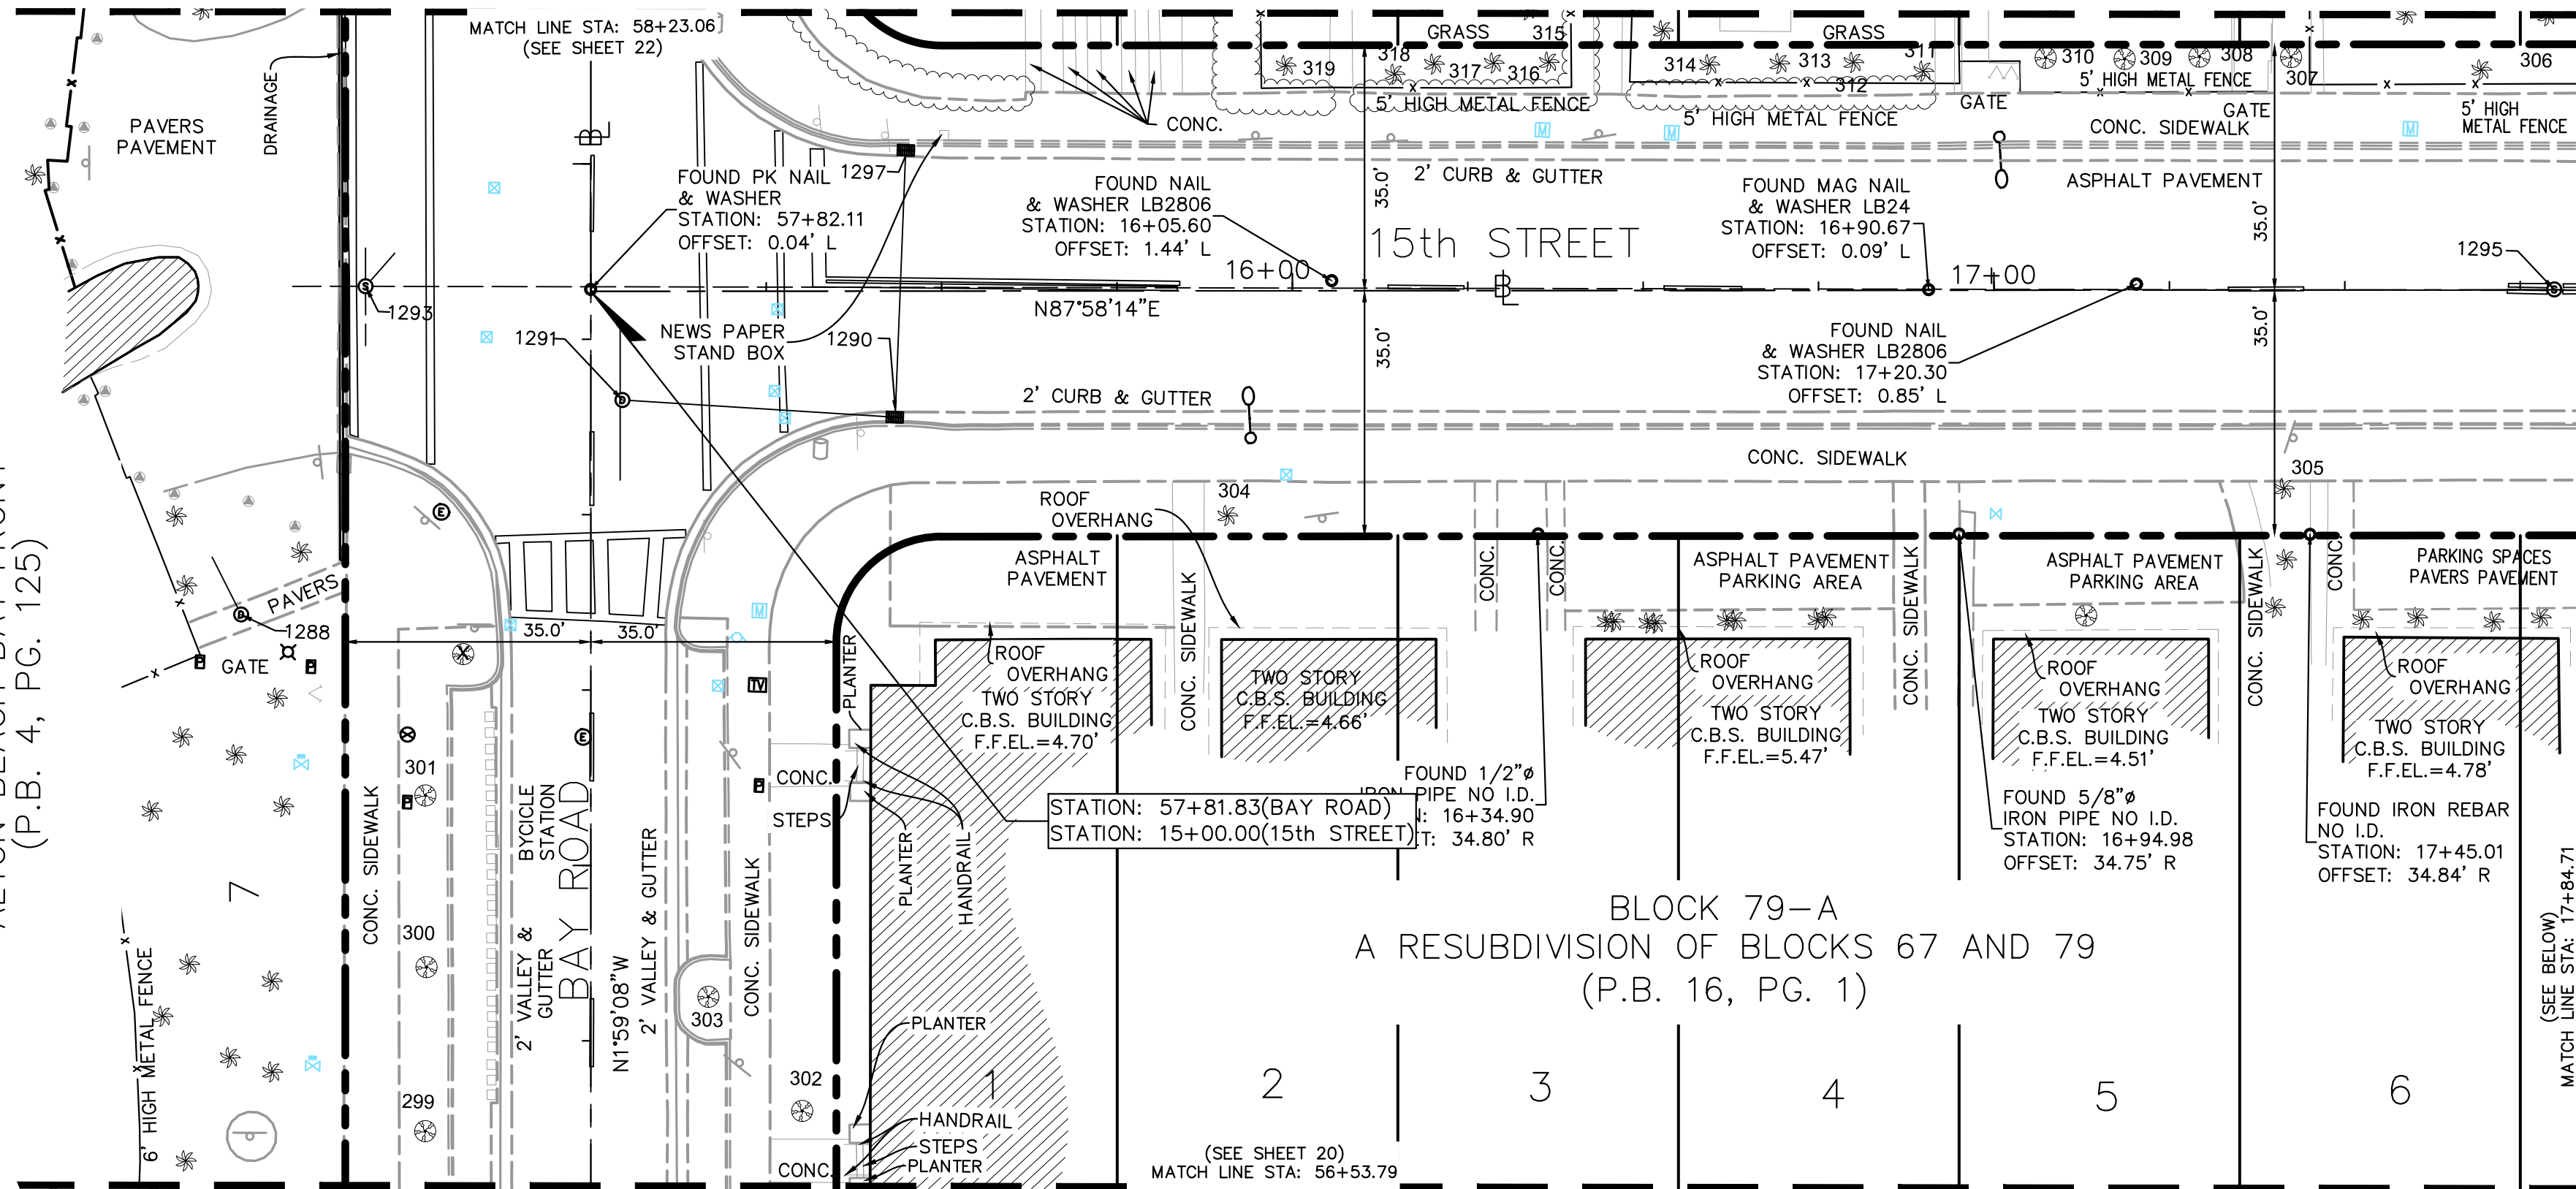 MATCH LINE STA: 58+23.06
(SEE SHEET 22)
PAVERS
PAVEMENT
DRAINAGE
CONC.
GRASS
315
318
319
317
316
5' HIGH METAL FENCE
GRASS
311
314
313
312
5' HIGH METAL FENCE
310
309
308
307
5' HIGH METAL FENCE
GATE
GATE
CONC. SIDEWALK
306
5' HIGH
METAL FENCE
B
L
FOUND PK NAIL
& WASHER
STATION: 57+82.11
OFFSET: 0.04' L
1297
FOUND NAIL
& WASHER LB2806
STATION: 16+05.60
OFFSET: 1.44' L
35.0'
2' CURB & GUTTER
FOUND MAG NAIL
& WASHER LB24
STATION: 16+90.67
OFFSET: 0.09' L
ASPHALT PAVEMENT
35.0'
15th STREET
16+00
17+00
1295
S
1293
S
N87°58'14"E
B
L
1291
NEWS PAPER
STAND BOX
1290
35.0'
35.0'
FOUND NAIL
& WASHER LB2806
STATION: 17+20.30
OFFSET: 0.85' L
D
2' CURB & GUTTER
CONC. SIDEWALK
305
304
ROOF
OVERHANG
E
(P.B. 4, PG. 125)
ASPHALT
PAVEMENT
CONC. SIDEWALK
CONC.
CONC.
ASPHALT PAVEMENT
PARKING AREA
CONC. SIDEWALK
ASPHALT PAVEMENT
PARKING AREA
CONC. SIDEWALK
CONC.
PARKING SPACES
PAVERS PAVEMENT
PAVERS
D
1288
GATE
35.0'
35.0'
M
M
M
M
TV
PLANTER
ROOF
OVERHANG
TWO STORY
C.B.S. BUILDING
F.F.EL.=4.70'
TWO STORY
C.B.S. BUILDING
F.F.EL.=4.66'
ROOF
OVERHANG
TWO STORY
C.B.S. BUILDING
F.F.EL.=5.47'
ROOF
OVERHANG
TWO STORY
C.B.S. BUILDING
F.F.EL.=4.51'
ROOF
OVERHANG
TWO STORY
C.B.S. BUILDING
F.F.EL.=4.78'
E
301
CONC.
STEPS
PLANTER
HANDRAIL
STATION: 57+81.83(BAY ROAD)
STATION: 15+00.00(15th STREET)
FOUND 1/2"ø
IRON PIPE NO I.D.
N: 16+34.90
ET: 34.80' R
FOUND 5/8"ø
IRON PIPE NO I.D.
STATION: 16+94.98
OFFSET: 34.75' R
FOUND IRON REBAR
NO I.D.
STATION: 17+45.01
OFFSET: 34.84' R
CONC. SIDEWALK
BYCICLE
STATION
BAY ROAD
2' VALLEY &
GUTTER
N1°59'08"W
2' VALLEY & GUTTER
CONC. SIDEWALK
7
300
303
BLOCK 79-A
A RESUBDIVISION OF BLOCKS 67 AND 79
(P.B. 16, PG. 1)
(SEE BELOW)
MATCH LINE STA: 17+84.71
6' HIGH METAL FENCE
299
302
PLANTER
HANDRAIL
STEPS
PLANTER
CONC.
1
2
3
4
5
6
(SEE SHEET 20)
MATCH LINE STA: 56+53.79